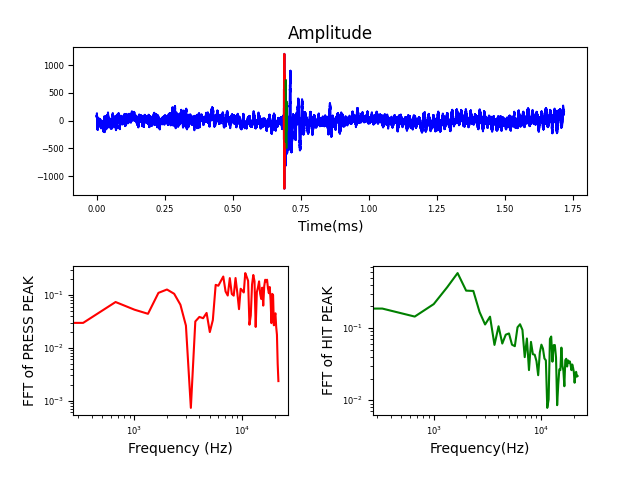 Amplitude
1000
500
0
−500
−1000
0.00 0.25 0.50 0.75 1.00 1.25 1.50 1.75
Time(ms)
FFT of PRESS PEAK
10⁻¹
10⁻²
10⁻³
10³ 10⁴
Frequency (Hz)
FFT of HIT PEAK
10⁻¹
10⁻²
10³ 10⁴
Frequency(Hz)